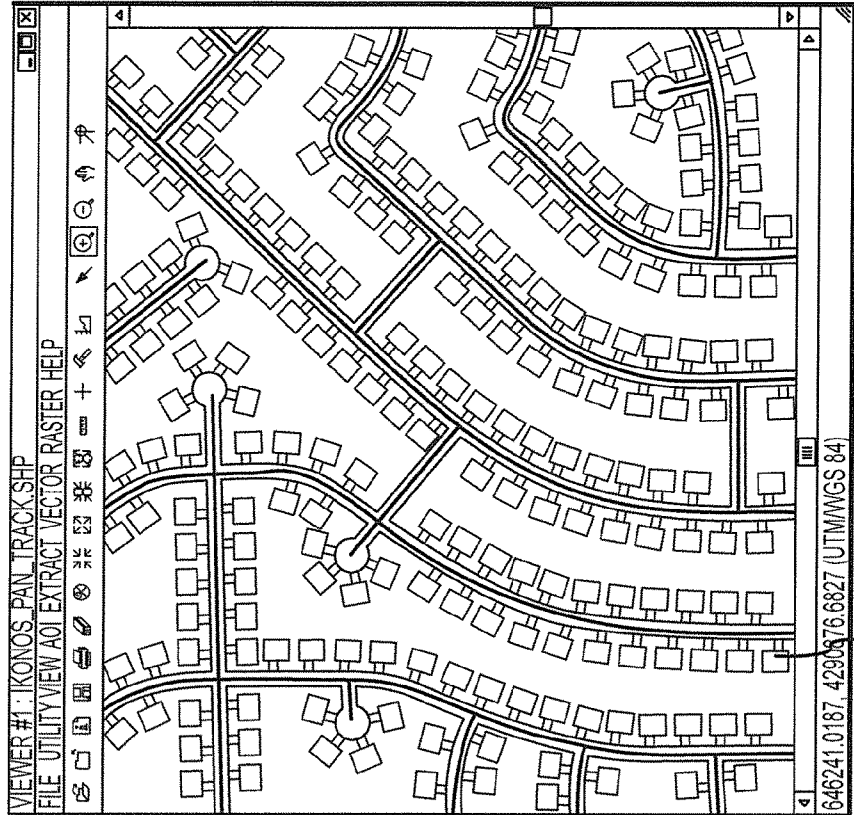 VIEWER #1 : IKONOS_PAN_TRACK.SHP
FILE UTILITY VIEW AOI EXTRACT VECTOR RASTER HELP
646241.0187, 4290876.6827 (UTM/WGS 84)